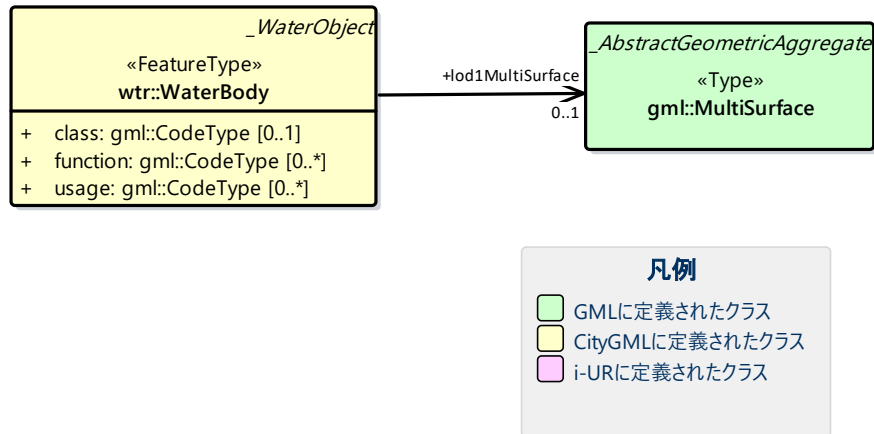 _WaterObject
«FeatureType»
wtr::WaterBody
+ class: gml::CodeType [0..1]
+ function: gml::CodeType [0..*]
+ usage: gml::CodeType [0..*]
+lod1MultiSurface
0..1
_AbstractGeometricAggregate
«Type»
gml::MultiSurface
凡例
GMLに定義されたクラス
CityGMLに定義されたクラス
i-URに定義されたクラス